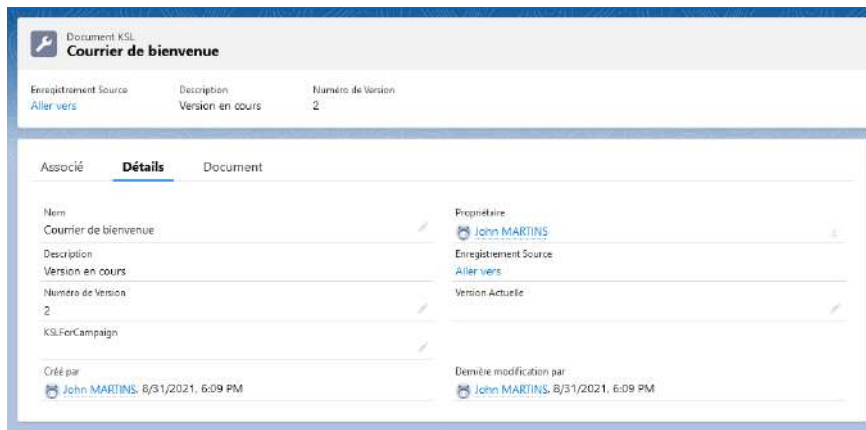 Document KSL
Courrier de bienvenue
Enregistrement Source Description Numéro de Version
Aller vers Version en cours 2
Associé Détails Document
Nom Propriétaire
Courrier de bienvenue John MARTINS
Description Enregistrement Source
Version en cours Aller vers
Numéro de Version Version Actuelle
2
KSLForCampaign
Créé par Dernière modification par
John MARTINS, 8/31/2021, 6:09 PM John MARTINS, 8/31/2021, 6:09 PM